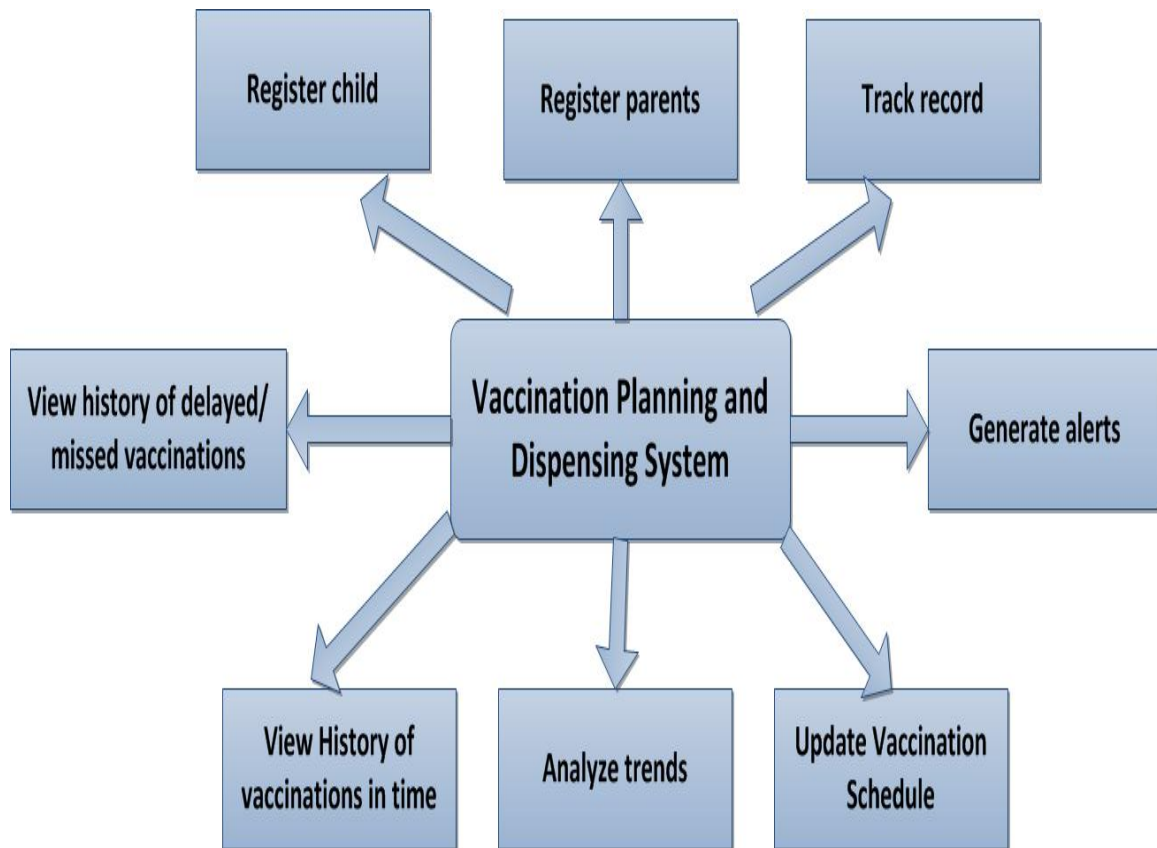 Register child
Register parents
Track record
View history of delayed/
missed vaccinations
Vaccination Planning and
Dispensing System
Generate alerts
View History of
vaccinations in time
Analyze trends
Update Vaccination
Schedule